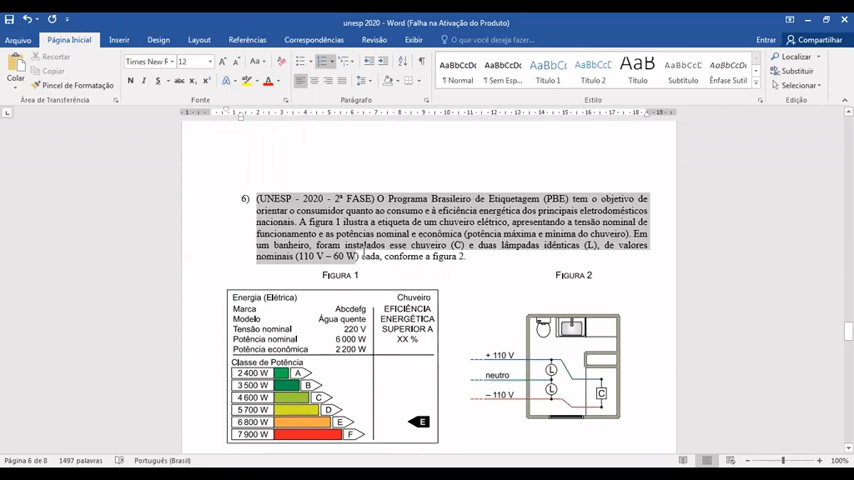 unesp 2020 - Word (Falha na Ativação do Produto)
Arquivo Página Inicial Inserir Design Layout Referências Correspondências Revisão Exibir O que você deseja fazer... Entrar Compartilhar
Colar
Recortar
Copiar
Pincel de Formatação
Área de Transferência
Times New R 12
N I S abc x₂ x²
Fonte
Parágrafo
AaBbCcDc AaBbCcDc AaBbCc AaBbCcD AaB AaBbCcC AaBbCcDc
¶ Normal ¶ Sem Esp... Título 1 Título 2 Título Subtítulo Ênfase Sutil
Estilo
Localizar
Substituir
Selecionar
Edição
6) (UNESP - 2020 - 2ª FASE) O Programa Brasileiro de Etiquetagem (PBE) tem o objetivo de
orientar o consumidor quanto ao consumo e à eficiência energética dos principais eletrodomésticos
nacionais. A figura 1 ilustra a etiqueta de um chuveiro elétrico, apresentando a tensão nominal de
funcionamento e as potências nominal e econômica (potência máxima e mínima do chuveiro). Em
um banheiro, foram instalados esse chuveiro (C) e duas lâmpadas idênticas (L), de valores
nominais (110 V – 60 W) cada, conforme a figura 2.
FIGURA 1
Energia (Elétrica) Chuveiro
Marca Abcdefg EFICIÊNCIA
Modelo Água quente ENERGÉTICA
Tensão nominal 220 V SUPERIOR A
Potência nominal 6 000 W XX %
Potência econômica 2 200 W
Classe de Potência
2 400 W A
3 500 W B
4 600 W C
5 700 W D
6 800 W E E
7 900 W F
FIGURA 2
+ 110 V
L
neutro
L
C
– 110 V
Página 6 de 8 1497 palavras Português (Brasil) 100%